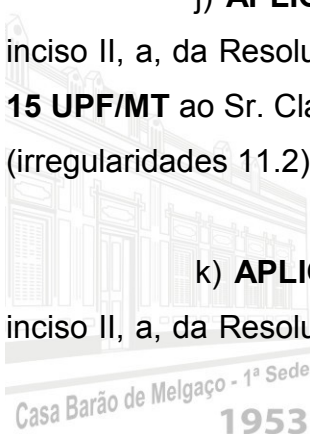 j) APLIC
inciso II, a, da Resolu
15 UPF/MT ao Sr. Cla
(irregularidades 11.2)
k) APLI
inciso II, a, da Resolu
Casa Barão de Melgaço - 1ª Sede
1953